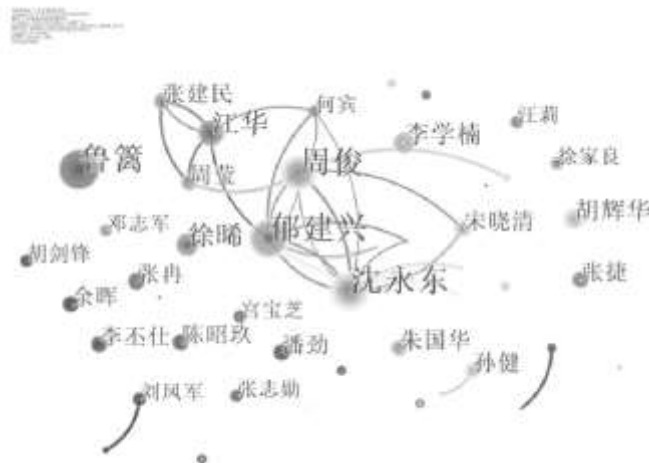 张建民
何宾
江华
汪莉
李学楠
徐家良
鲁篱
周俊
周莹
胡辉华
邓志军
徐晞
郁建兴
宋晓清
胡剑锋
张冉
沈永东
张捷
余晖
宫宝芝
李丕仕
陈昭玖
潘劲
朱国华
孙健
刘凤军
张志勋